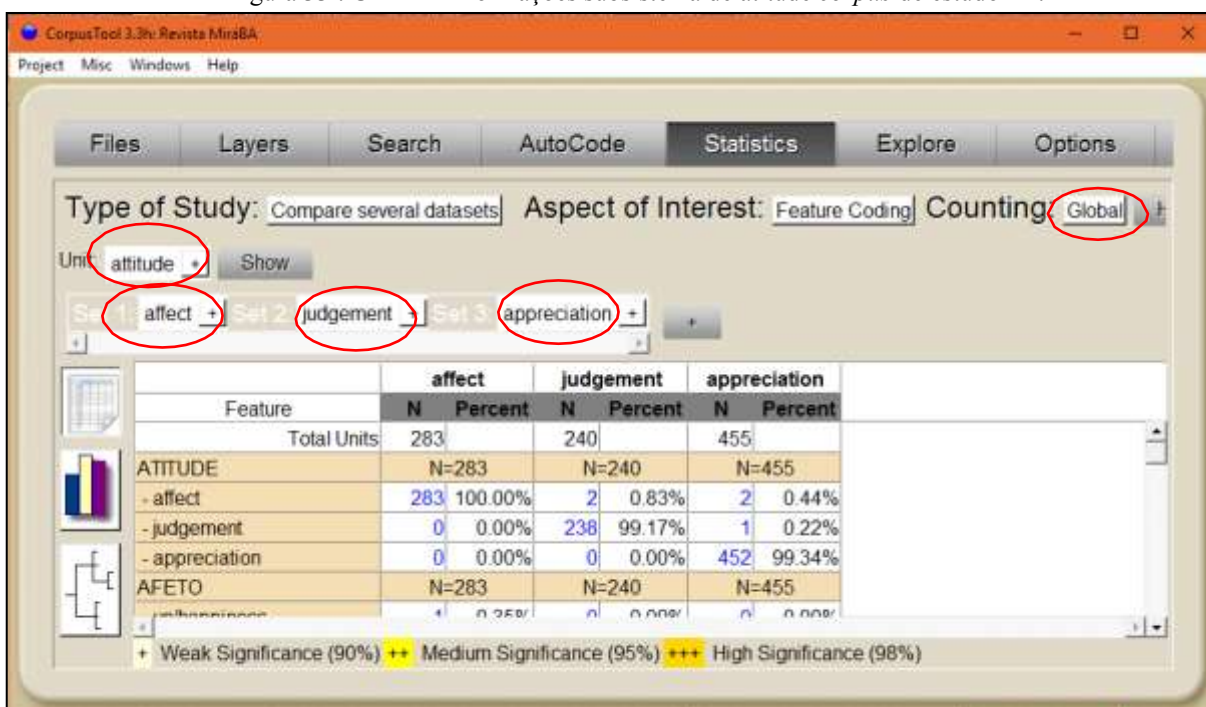 CorpusTool 3.3h: Revista MiraBA
Project Misc Windows Help
Files Layers Search AutoCode Statistics Explore Options
Type of Study: Compare several datasets Aspect of Interest: Feature Coding Counting: Global
Unit: attitude + Show
Set 1: affect + Set 2 judgement + Set 3 appreciation + +
affect judgement appreciation
Feature N Percent N Percent N Percent
Total Units 283 240 455
ATITUDE N=283 N=240 N=455
- affect 283 100.00% 2 0.83% 2 0.44%
- judgement 0 0.00% 238 99.17% 1 0.22%
- appreciation 0 0.00% 0 0.00% 452 99.34%
AFETO N=283 N=240 N=455
+ Weak Significance (90%) ++ Medium Significance (95%) +++ High Significance (98%)